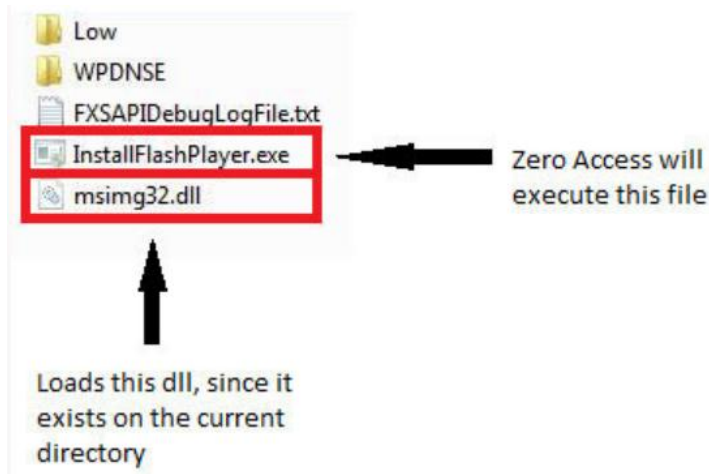 Low
WPDNSE
FXSAPIDebugLogFile.txt
InstallFlashPlayer.exe
msimg32.dll
Zero Access will
execute this file
Loads this dll, since it
exists on the current
directory